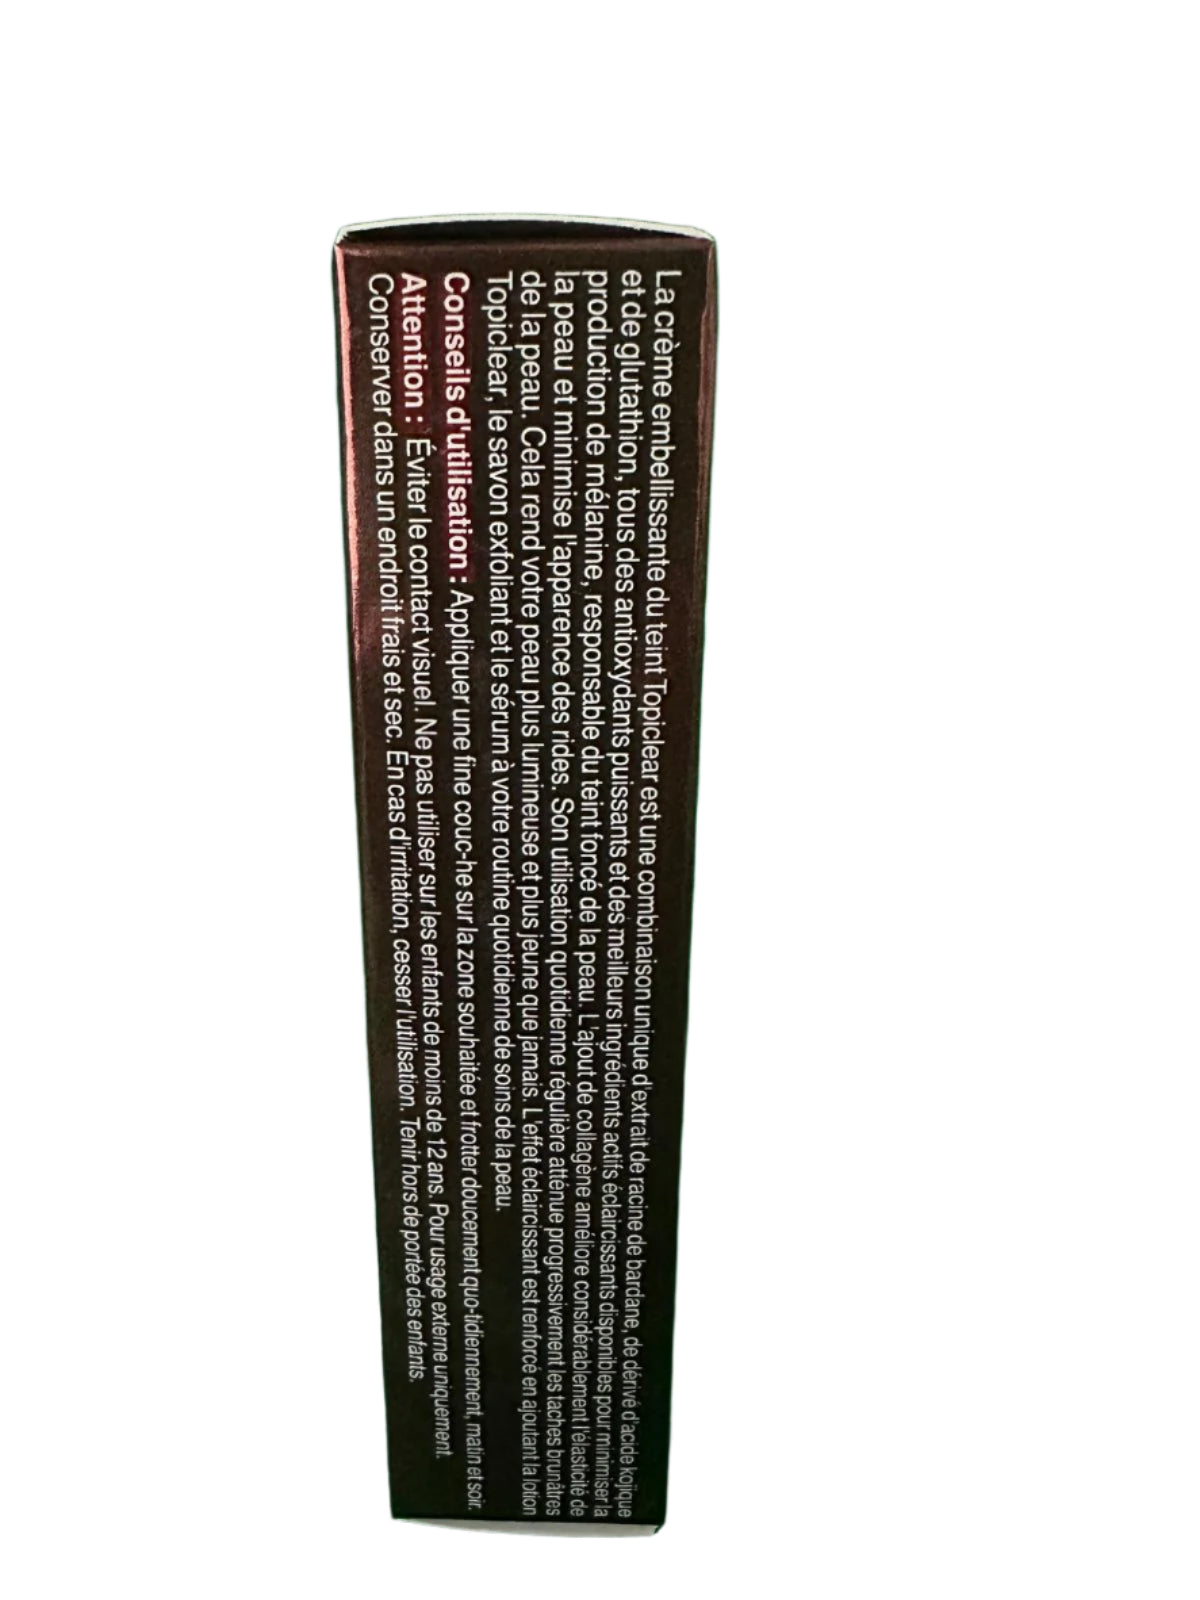 La crème embellissante du teint Topiclear est une combinaison unique d'extrait de racine de bardane, de dérivé d'acide kojique
et de glutathion, tous des antioxydants puissants et des meilleurs ingrédients actifs éclaircissants disponibles pour minimiser la
production de mélanine, responsable du teint foncé de la peau. L'ajout de collagène améliore considérablement l'élasticité de
la peau et minimise l'apparence des rides. Son utilisation quotidienne régulière atténue progressivement les taches brunâtres
de la peau. Cela rend votre peau plus lumineuse et plus jeune que jamais. L'effet éclaircissant est renforcé en ajoutant la lotion
Topiclear, le savon exfoliant et le sérum à votre routine quotidienne de soins de la peau.
Conseils d'utilisation : Appliquer une fine couc-he sur la zone souhaitée et frotter doucement quo-tidiennement, matin et soir.
Attention : Éviter le contact visuel. Ne pas utiliser sur les enfants de moins de 12 ans. Pour usage externe uniquement.
Conserver dans un endroit frais et sec. En cas d'irritation, cesser l'utilisation. Tenir hors de portée des enfants.